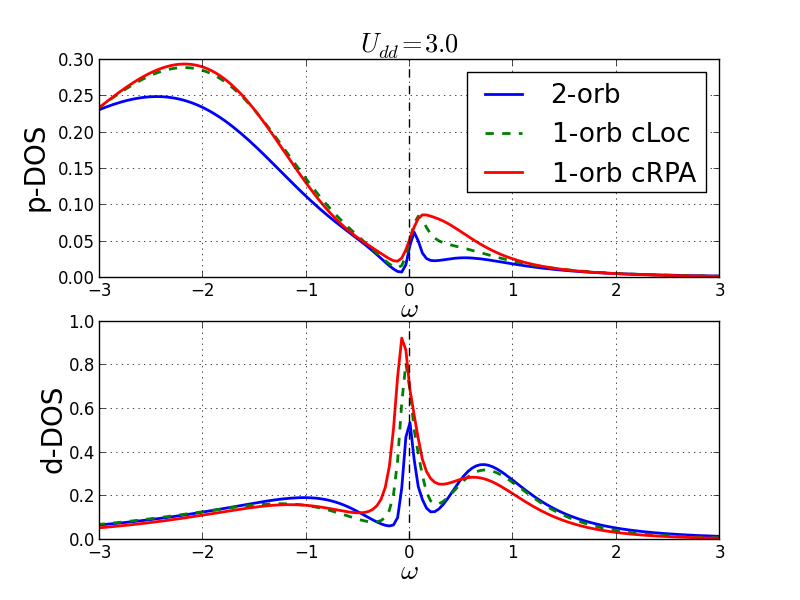 U_dd = 3.0
0.30
0.25
0.20
0.15
0.10
0.05
0.00
p-DOS
2-orb
1-orb cLoc
1-orb cRPA
−3 −2 −1 0 1 2 3
ω
1.0
0.8
0.6
0.4
0.2
0.0
d-DOS
−3 −2 −1 0 1 2 3
ω